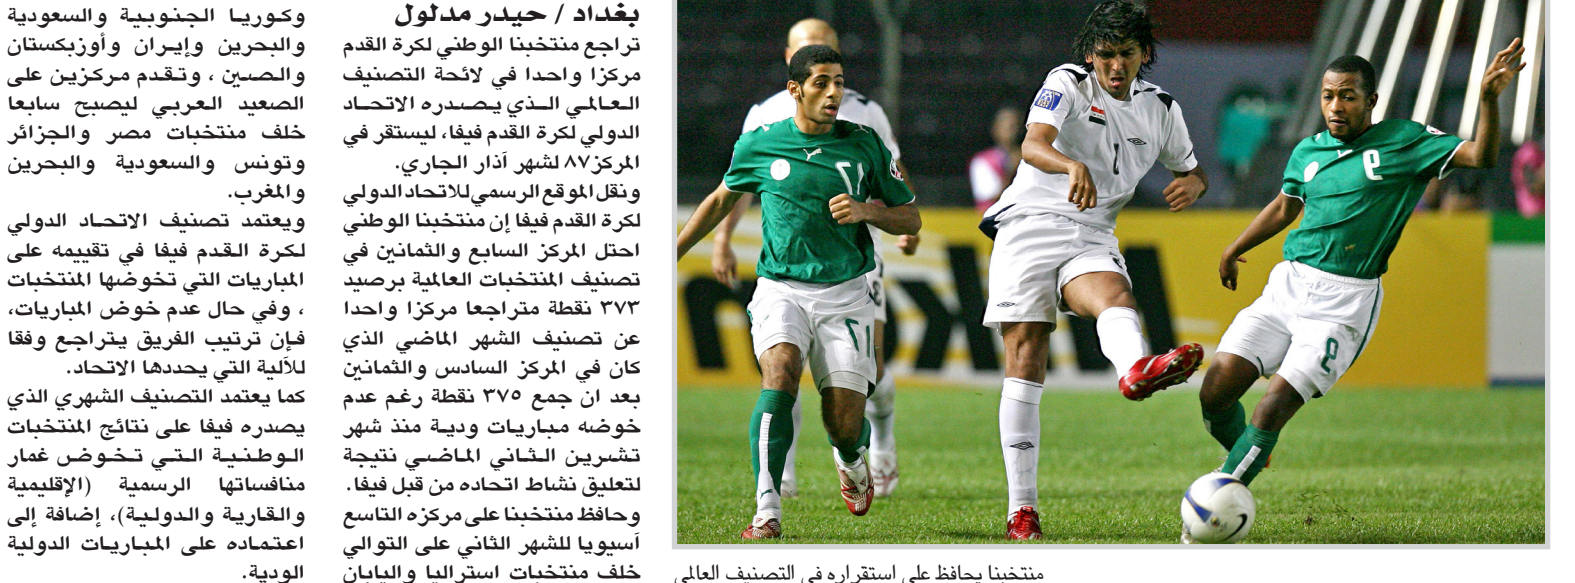 بغداد / حيدر مدلول
تراجع منتخبنا الوطني لكرة القدم
مركزا واحدا في لائحة التصنيف
العالمي الذي يصدره الاتحاد
الدولي لكرة القدم فيفا، ليستقر في
المركز٨٧ لشهر آذار الجاري.
ونقل الموقع الرسمي للاتحاد الدولي
لكرة القدم فيفا إن منتخبنا الوطني
احتل المركز السابع والثمانين في
تصنيف المنتخبات العالمية برصيد
٣٧٣ نقطة متراجعا مركزا واحدا
عن تصنيف الشهر الماضي الذي
كان في المركز السادس والثمانين
بعد ان جمع ٣٧٥ نقطة رغم عدم
خوضه مباريات ودية منذ شهر
تشرين الثاني الماضي نتيجة
لتعليق نشاط اتحاده من قبل فيفا.
وحافظ منتخبنا على مركزه التاسع
آسيويا للشهر الثاني على التوالي
خلف منتخبات استراليا واليابان
وكوريا الجنوبية والسعودية
والبحرين وإيران وأوزبكستان
والصين ، وتقدم مركزين على
الصعيد العربي ليصبح سابعا
خلف منتخبات مصر والجزائر
وتونس والسعودية والبحرين
والمغرب.
ويعتمد تصنيف الاتحاد الدولي
لكرة القدم فيفا في تقييمه على
المباريات التي تخوضها المنتخبات
، وفي حال عدم خوض المباريات،
فإن ترتيب الفريق يتراجع وفقا
للآلية التي يحددها الاتحاد.
كما يعتمد التصنيف الشهري الذي
يصدره فيفا على نتائج المنتخبات
الوطنية التي تخوض غمار
منافساتها الرسمية (الإقليمية
والقارية والدولية)، إضافة إلى
اعتماده على المباريات الدولية
الودية.
منتخبنا يحافظ على استقراره في التصنيف العالمي